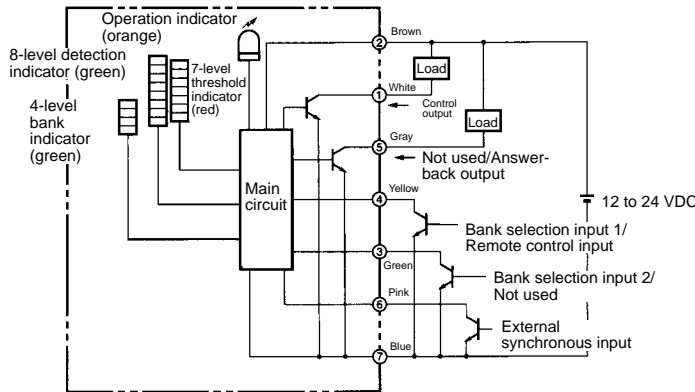 Operation indicator
(orange)
8-level detection
indicator (green)
7-level
threshold
indicator
(red)
4-level
bank
indicator
(green)
Main
circuit
2
Brown
Load
1
White
Control
output
Load
5
Gray
Not used/Answer-
back output
4
Yellow
12 to 24 VDC
Bank selection input 1/
Remote control input
3
Green
Bank selection input 2/
Not used
6
Pink
External
synchronous input
7
Blue